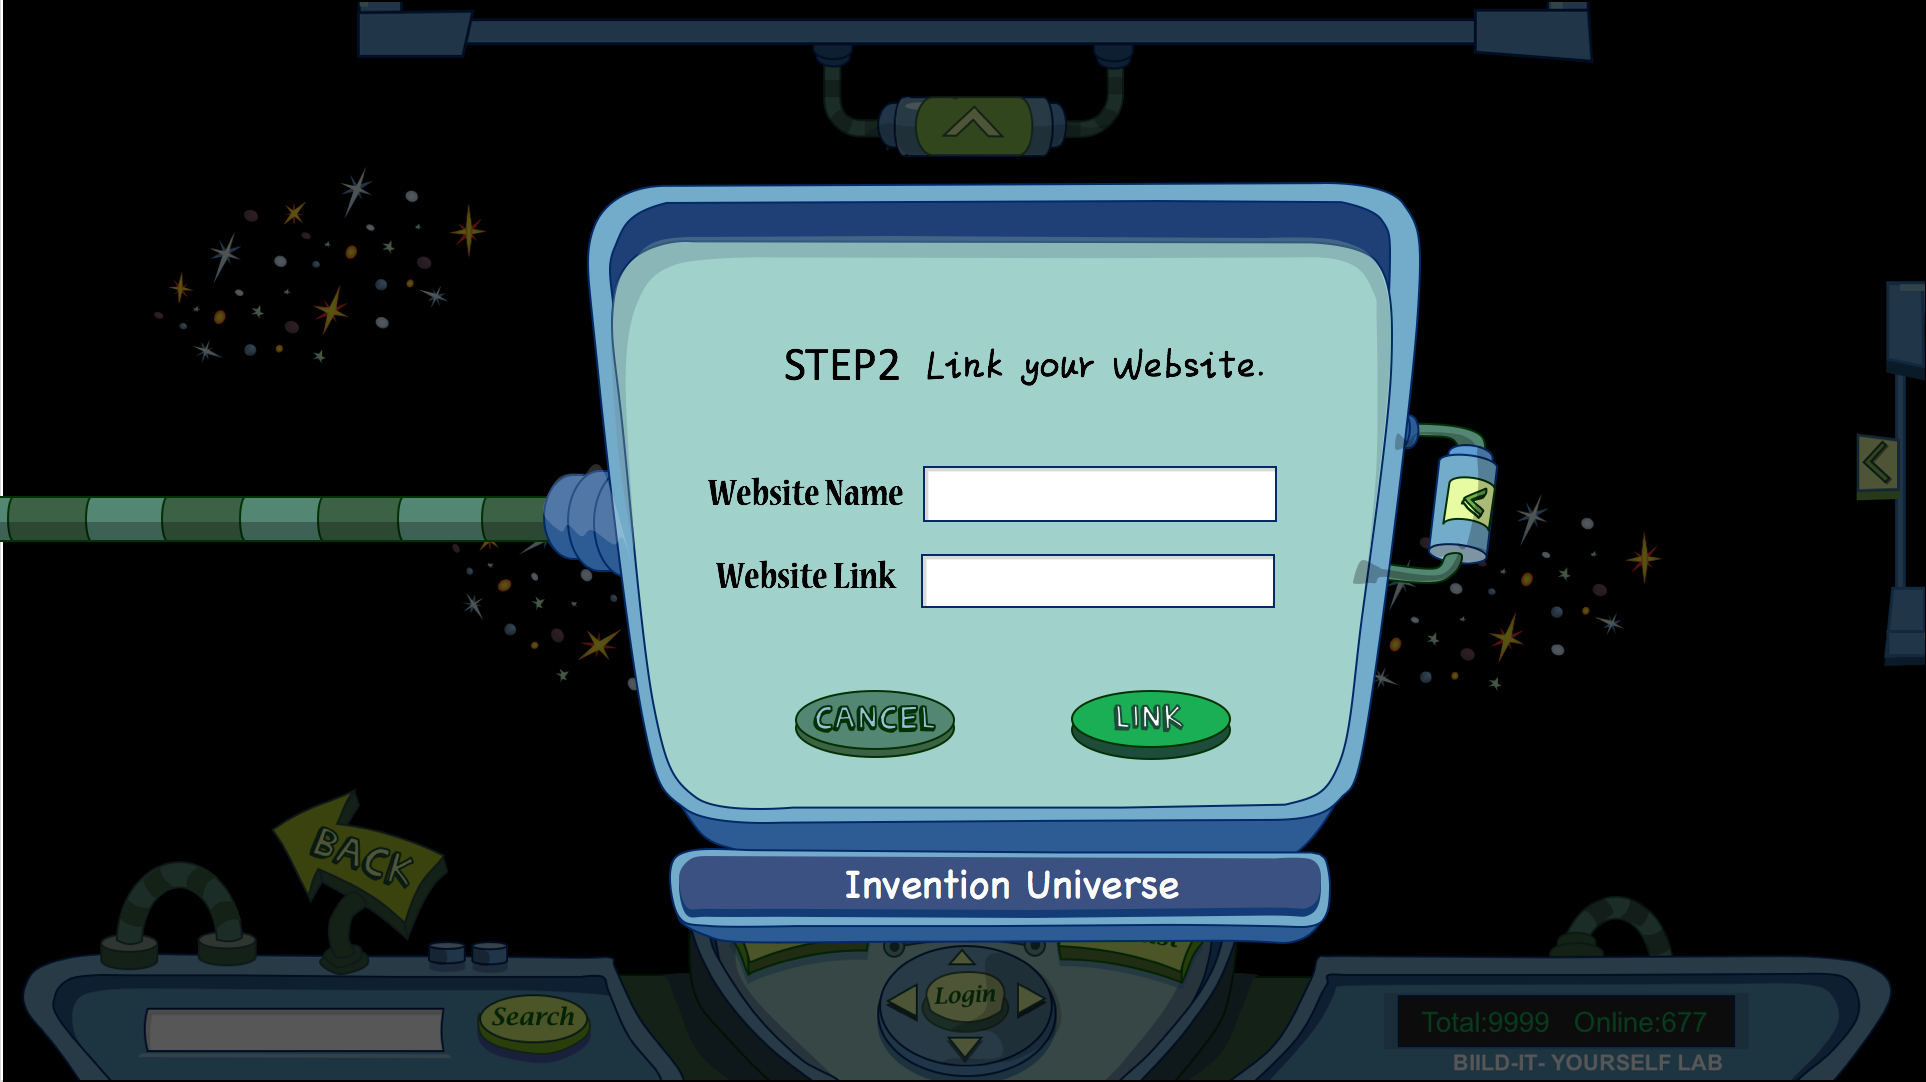 STEP2 Link your Website.
Website Name
Website Link
CANCEL LINK
Invention Universe
BACK
Login
Search
Total:9999 Online:677
BIILD-IT- YOURSELF LAB